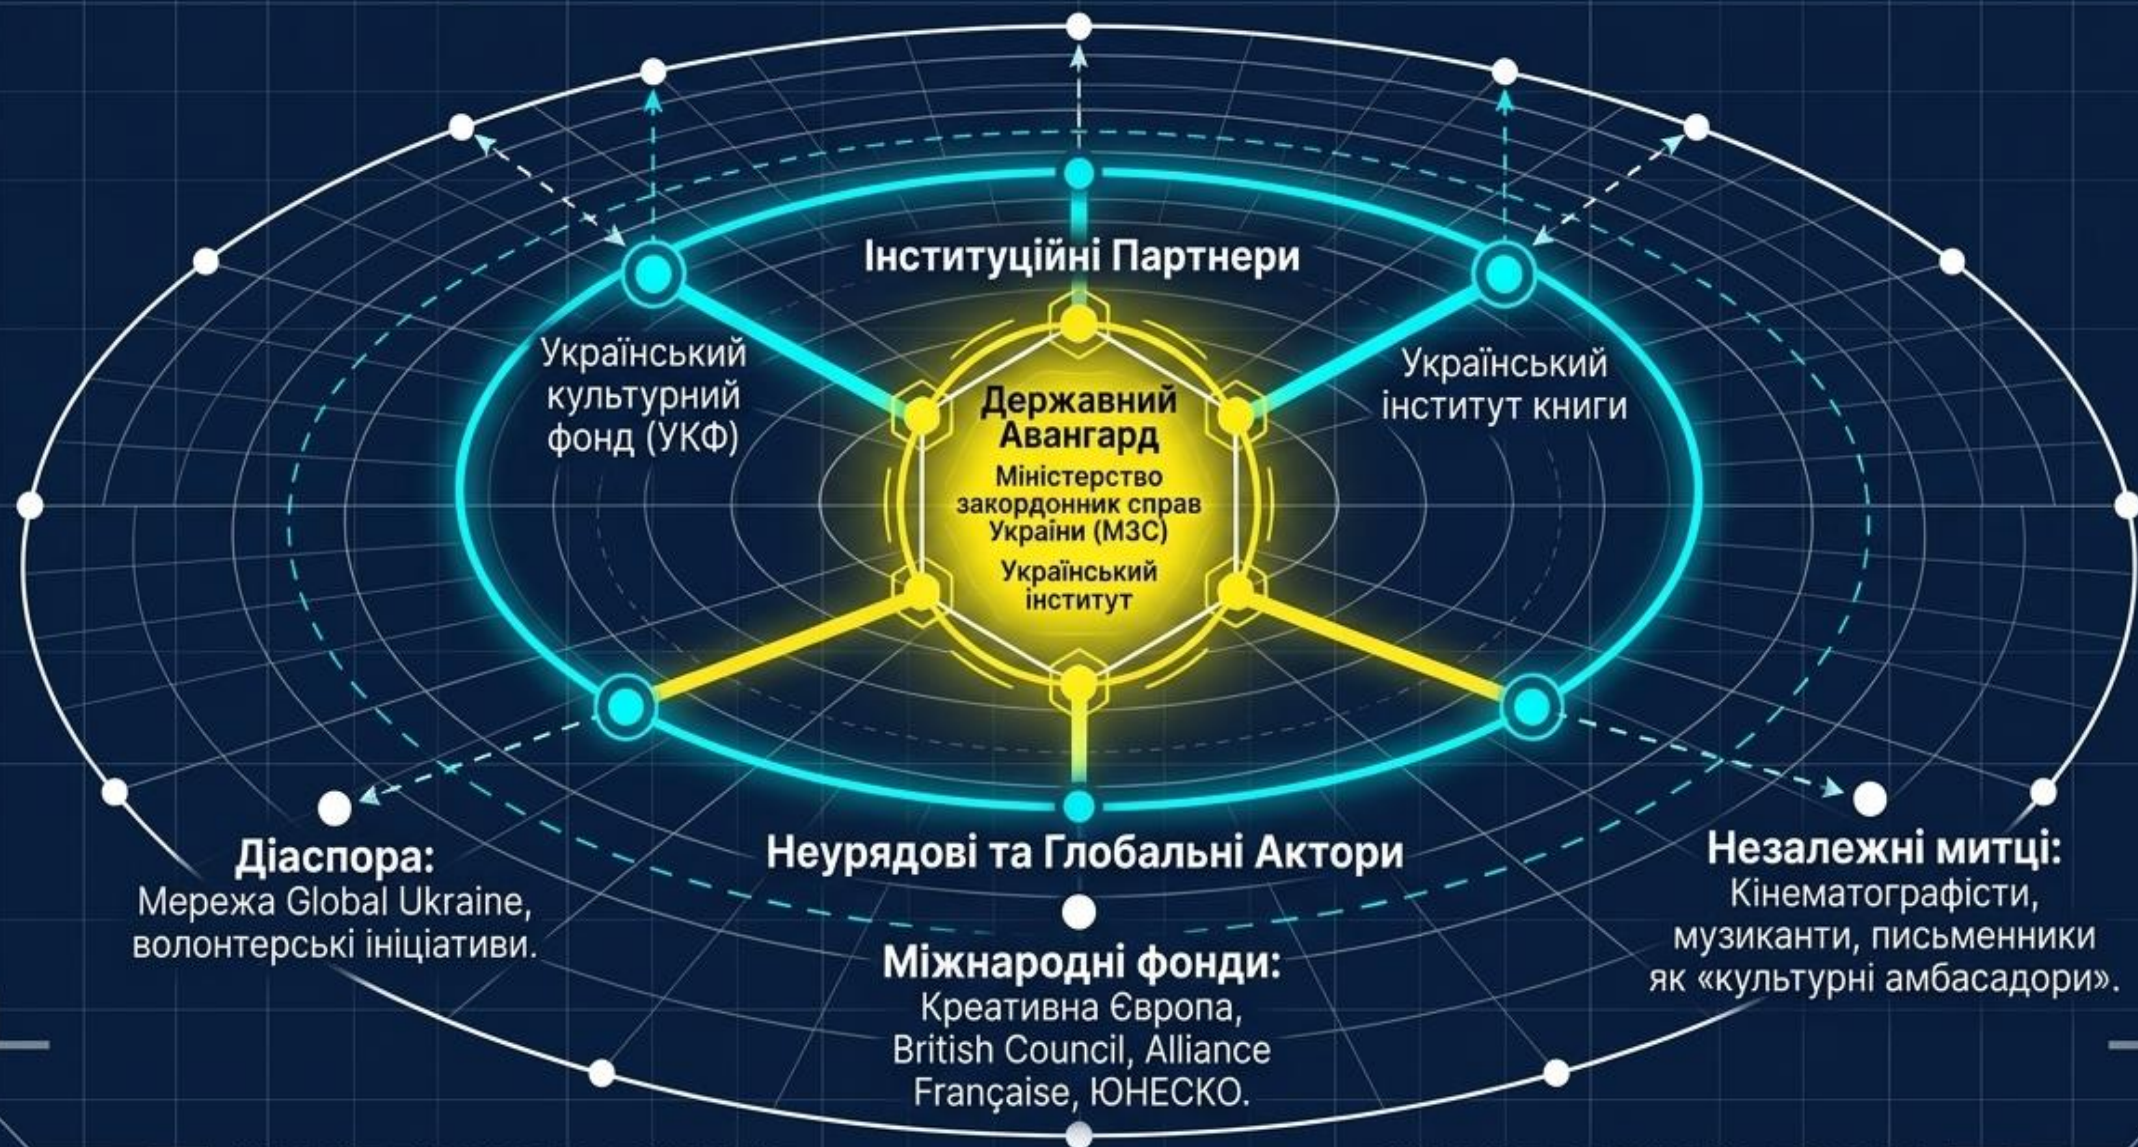 Інституційні Партнери
Український
культурний
фонд (УКФ)
Український
інститут книги
Державний
Авангард
Міністерство
закордонник справ
України (МЗС)
Український
інститут
Неурядові та Глобальні Актори
Діаспора:
Мережа Global Ukraine,
волонтерські ініціативи.
Міжнародні фонди:
Креативна Європа,
British Council, Alliance
Française, ЮНЕСКО.
Незалежні митці:
Кінематографісти,
музиканти, письменники
як «культурні амбасадори».